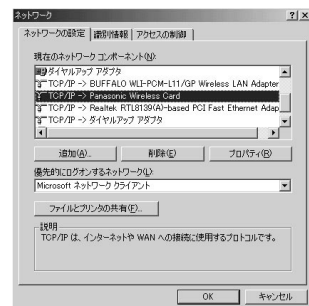 ネットワーク
ネットワークの設定 識別情報 アクセスの制御
現在のネットワーク コンポーネント(N):
ダイヤルアップ アダプタ
TCP/IP -> BUFFALO WLI-PCM-L11/GP Wireless LAN Adapter
TCP/IP -> Panasonic Wireless Card
TCP/IP -> Realtek RTL8139(A)-based PCI Fast Ethernet Adap
TCP/IP -> ダイヤルアップ アダプタ
追加(A)... 削除(E) プロパティ(R)
優先的にログオンするネットワーク(L):
Microsoft ネットワーク クライアント
ファイルとプリンタの共有(F)...
説明
TCP/IP は、インターネットや WAN への接続に使用するプロトコルです。
OK キャンセル